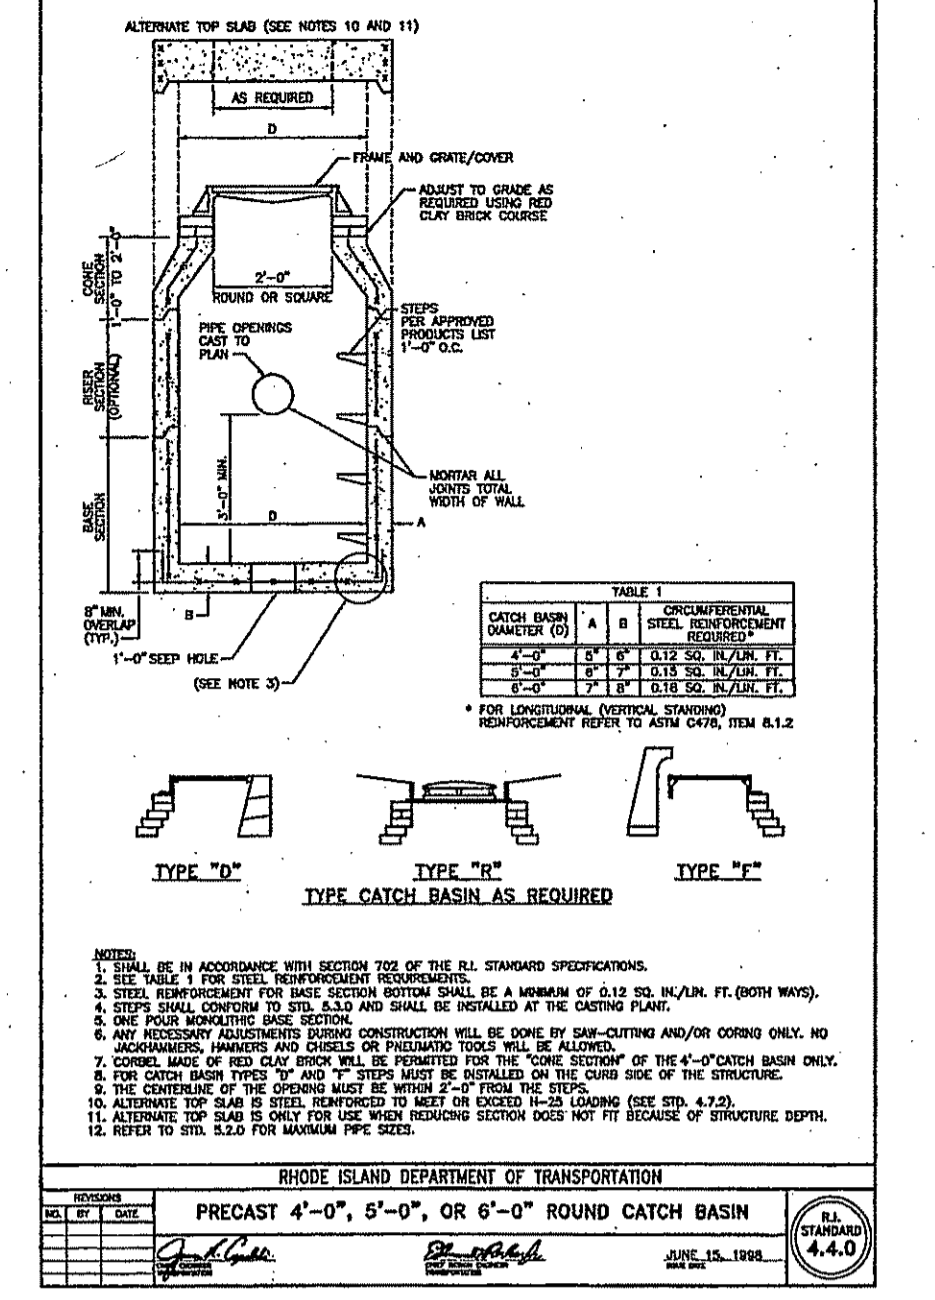 ALTERNATE TOP SLAB (SEE NOTES 10 AND 11)
AS REQUIRED
D
FRAME AND GRATE/COVER
ADJUST TO GRADE AS
REQUIRED USING RED
CLAY BRICK COURSE
CONE
SECTION
1'-0" TO 2'-0"
2'-0"
ROUND OR SQUARE
PIPE OPENINGS
CAST TO
PLAN
STEPS
PER APPROVED
PRODUCTS LIST
1'-0" O.C.
RISER
SECTION
(OPTIONAL)
3'-0" MIN.
MORTAR ALL
JOINTS TOTAL
WIDTH OF WALL
BASE
SECTION
D
A
8" MIN.
OVERLAP
(TYP.)
B
1'-0" SEEP HOLE
(SEE NOTE 3)
TABLE 1
CATCH BASIN
DIAMETER (D)
A
B
CIRCUMFERENTIAL
STEEL REINFORCEMENT
REQUIRED*
4'-0" 5" 6" 0.12 SQ. IN./LIN. FT.
5'-0" 6" 7" 0.15 SQ. IN./LIN. FT.
6'-0" 7" 8" 0.18 SQ. IN./LIN. FT.
* FOR LONGITUDINAL (VERTICAL STANDING)
REINFORCEMENT REFER TO ASTM C478, ITEM 8.1.2
TYPE "D"
TYPE "R"
TYPE "F"
TYPE CATCH BASIN AS REQUIRED
NOTES:
1. SHALL BE IN ACCORDANCE WITH SECTION 702 OF THE R.I. STANDARD SPECIFICATIONS.
2. SEE TABLE 1 FOR STEEL REINFORCEMENT REQUIREMENTS.
3. STEEL REINFORCEMENT FOR BASE SECTION BOTTOM SHALL BE A MINIMUM OF 0.12 SQ. IN./LIN. FT. (BOTH WAYS).
4. STEPS SHALL CONFORM TO STD. 5.3.0 AND SHALL BE INSTALLED AT THE CASTING PLANT.
5. ONE POUR MONOLITHIC BASE SECTION.
6. ANY NECESSARY ADJUSTMENTS DURING CONSTRUCTION WILL BE DONE BY SAW-CUTTING AND/OR CORING ONLY. NO
JACKHAMMERS, HAMMERS AND CHISELS OR PNEUMATIC TOOLS WILL BE ALLOWED.
7. CORBEL MADE OF RED CLAY BRICK WILL BE PERMITTED FOR THE "CONE SECTION" OF THE 4'-0" CATCH BASIN ONLY.
8. FOR CATCH BASIN TYPES "D" AND "F" STEPS MUST BE INSTALLED ON THE CURB SIDE OF THE STRUCTURE.
9. THE CENTERLINE OF THE OPENING MUST BE WITHIN 2'-0" FROM THE STEPS.
10. ALTERNATE TOP SLAB IS STEEL REINFORCED TO MEET OR EXCEED H-25 LOADING (SEE STD. 4.7.2).
11. ALTERNATE TOP SLAB IS ONLY FOR USE WHEN REDUCING SECTION DOES NOT FIT BECAUSE OF STRUCTURE DEPTH.
12. REFER TO STD. 5.2.0 FOR MAXIMUM PIPE SIZES.
RHODE ISLAND DEPARTMENT OF TRANSPORTATION
REVISIONS
NO. BY DATE
PRECAST 4'-0", 5'-0", OR 6'-0" ROUND CATCH BASIN
R.I.
STANDARD
4.4.0
CHIEF ENGINEER
TRANSPORTATION
CHIEF DESIGN ENGINEER
TRANSPORTATION
JUNE 15, 1998
ISSUE DATE